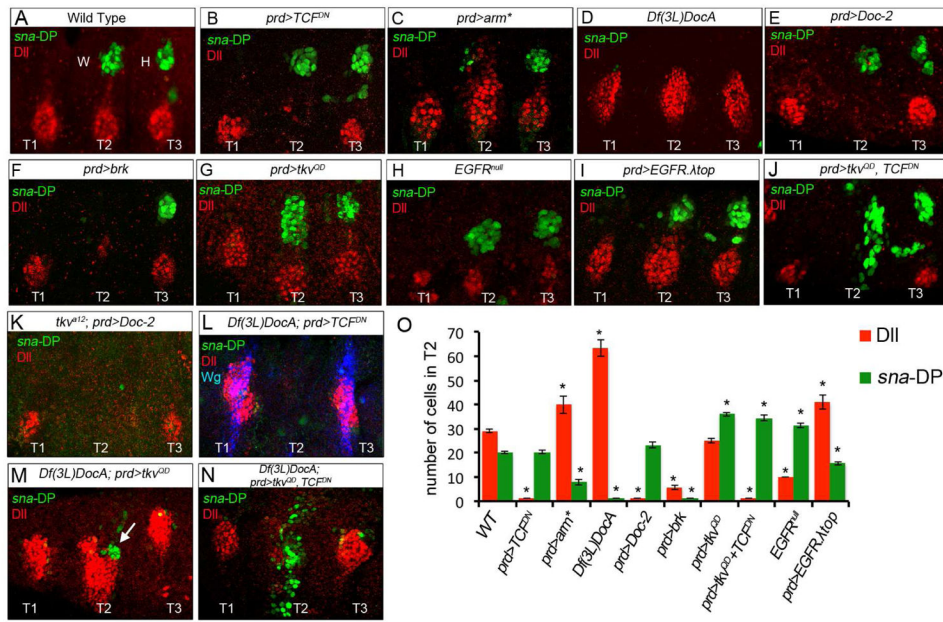 A Wild Type
sna-DP
Dll
W H
T1 T2 T3
B prd>TCF^DN
sna-DP
Dll
T1 T2 T3
C prd>arm*
sna-DP
Dll
T1 T2 T3
D Df(3L)DocA
sna-DP
Dll
T1 T2 T3
E prd>Doc-2
sna-DP
Dll
T1 T2 T3
F prd>brk
sna-DP
Dll
T1 T2 T3
G prd>tkv^QD
sna-DP
Dll
T1 T2 T3
H EGFR^null
sna-DP
Dll
T1 T2 T3
I prd>EGFR.λtop
sna-DP
Dll
T1 T2 T3
J prd>tkv^QD, TCF^DN
sna-DP
Dll
T1 T2 T3
K tkv^a12; prd>Doc-2
sna-DP
Dll
T1 T2 T3
L Df(3L)DocA; prd>TCF^DN
sna-DP
Dll
Wg
T1 T2 T3
M Df(3L)DocA; prd>tkv^QD
sna-DP
Dll
T1 T2 T3
N Df(3L)DocA;
prd>tkv^QD, TCF^DN
sna-DP
Dll
T1 T2 T3
O
number of cells in T2
70
60
50
40
30
20
10
0
* * * * * * * * * * * * * *
Dll
sna-DP
WT
prd>TCF^DN
prd>arm*
Df(3L)DocA
prd>Doc-2
prd>brk
prd>tkv^QD
prd>tkv^QD+TCF^DN
EGFR^nul
prd>EGFR.λtop